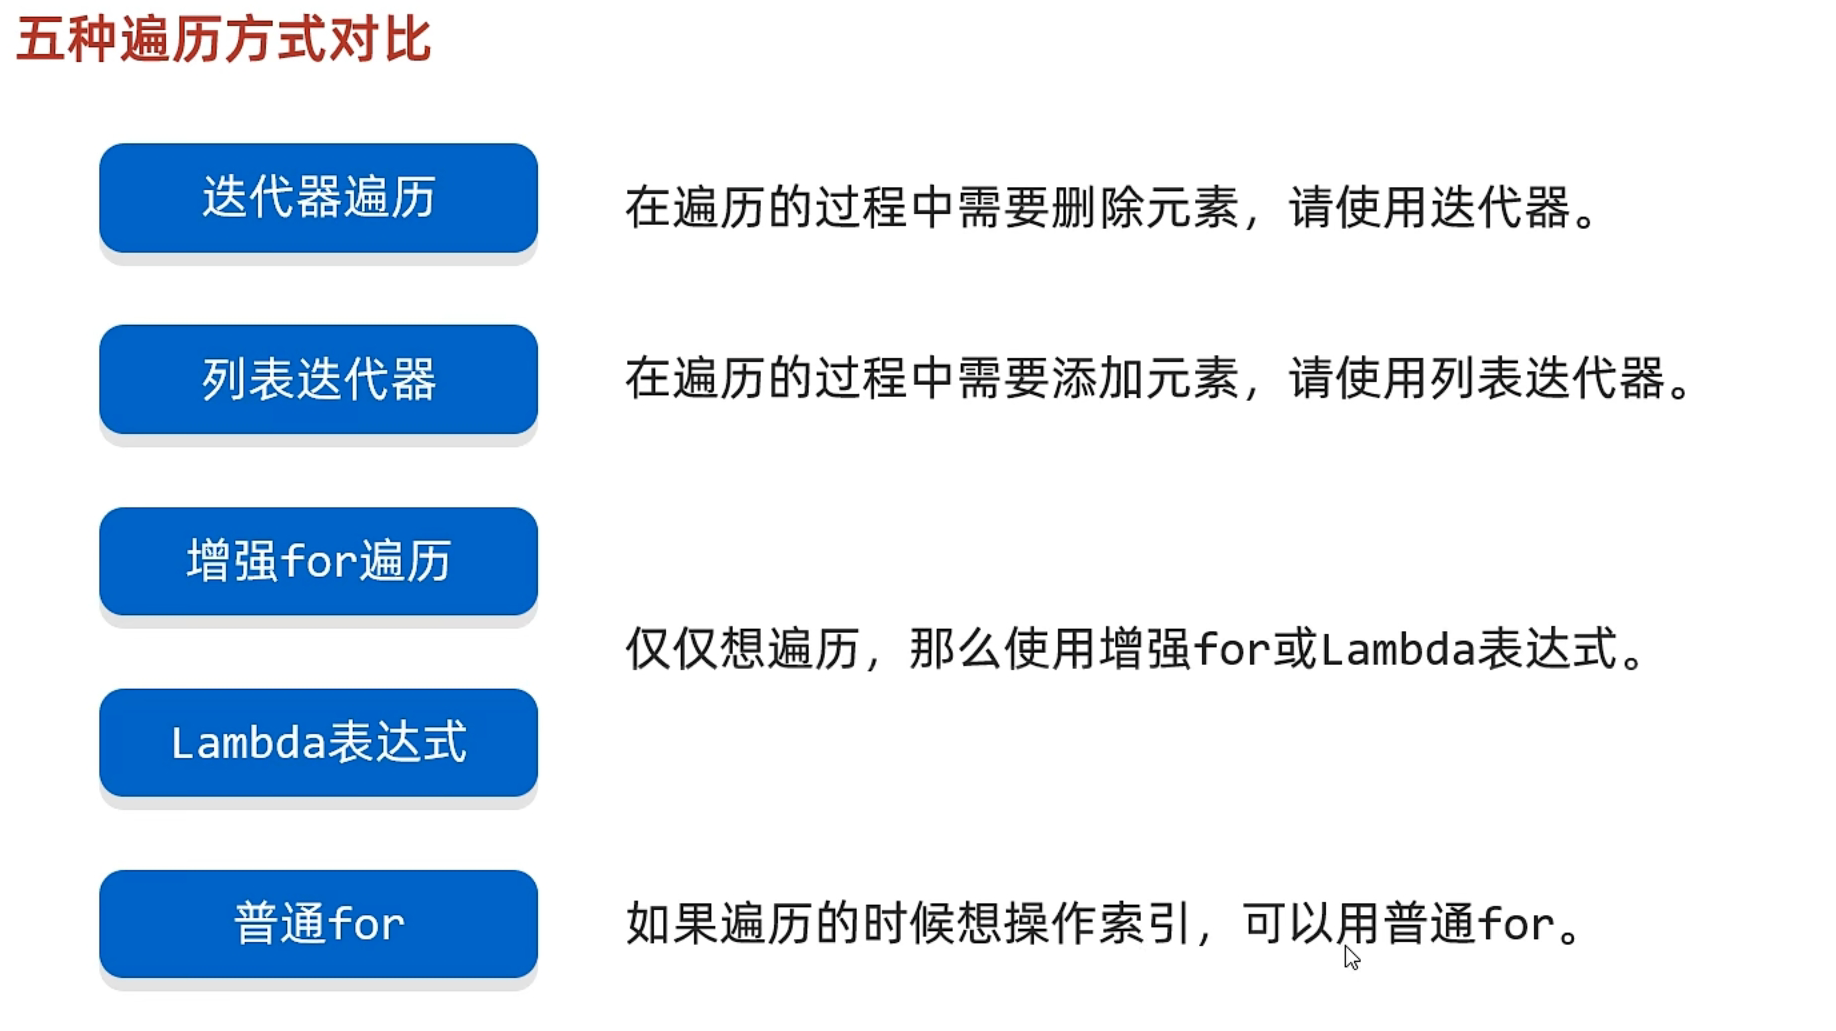 五种遍历方式对比
迭代器遍历
在遍历的过程中需要删除元素，请使用迭代器。
列表迭代器
在遍历的过程中需要添加元素，请使用列表迭代器。
增强for遍历
仅仅想遍历，那么使用增强for或Lambda表达式。
Lambda表达式
普通for
如果遍历的时候想操作索引，可以用普通for。